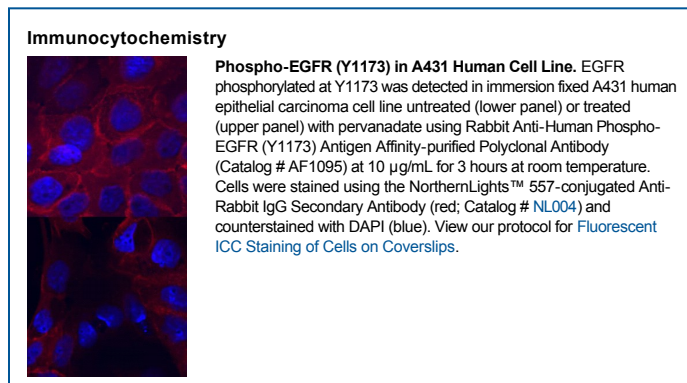 Immunocytochemistry
Phospho-EGFR (Y1173) in A431 Human Cell Line. EGFR
phosphorylated at Y1173 was detected in immersion fixed A431 human
epithelial carcinoma cell line untreated (lower panel) or treated
(upper panel) with pervanadate using Rabbit Anti-Human Phospho-
EGFR (Y1173) Antigen Affinity-purified Polyclonal Antibody
(Catalog # AF1095) at 10 µg/mL for 3 hours at room temperature.
Cells were stained using the NorthernLights™ 557-conjugated Anti-
Rabbit IgG Secondary Antibody (red; Catalog # NL004) and
counterstained with DAPI (blue). View our protocol for Fluorescent
ICC Staining of Cells on Coverslips.